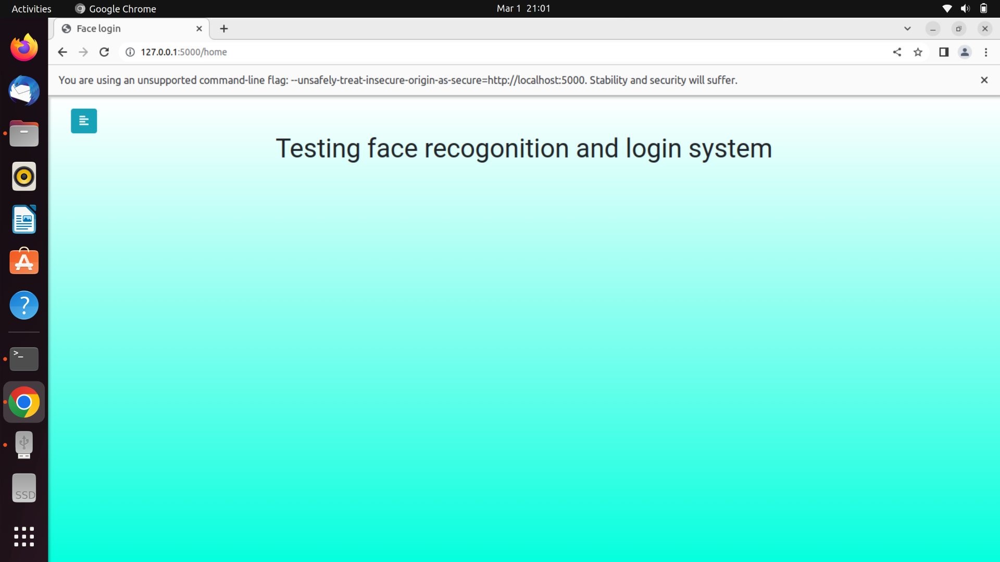 Activities
Google Chrome
Mar 1 21:01
Face login
127.0.0.1:5000/home
You are using an unsupported command-line flag: --unsafely-treat-insecure-origin-as-secure=http://localhost:5000. Stability and security will suffer.
Testing face recogonition and login system
>_
SSD